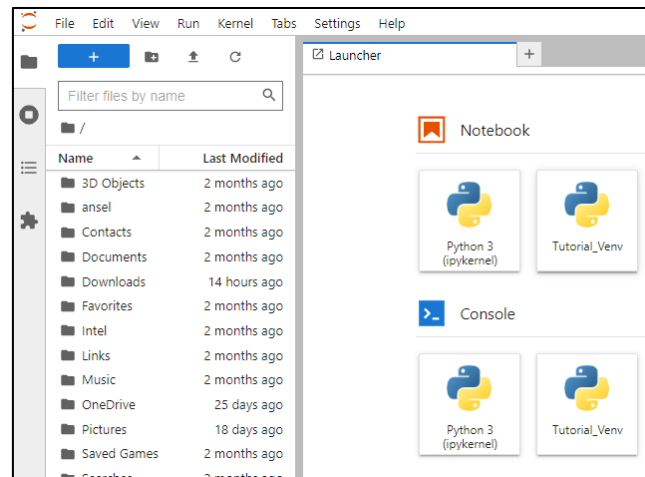 File Edit View Run Kernel Tabs Settings Help
+
Launcher
+
Filter files by name
/
Name Last Modified
3D Objects 2 months ago
ansel 2 months ago
Contacts 2 months ago
Documents 2 months ago
Downloads 14 hours ago
Favorites 2 months ago
Intel 2 months ago
Links 2 months ago
Music 2 months ago
OneDrive 25 days ago
Pictures 18 days ago
Saved Games 2 months ago
Searches 2 months ago
Notebook
Python 3
(ipykernel)
Tutorial_Venv
Console
Python 3
(ipykernel)
Tutorial_Venv